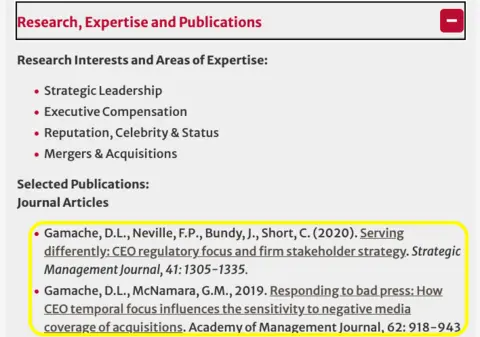 Research, Expertise and Publications
Research Interests and Areas of Expertise:
• Strategic Leadership
• Executive Compensation
• Reputation, Celebrity & Status
• Mergers & Acquisitions
Selected Publications:
Journal Articles
• Gamache, D.L., Neville, F.P., Bundy, J., Short, C. (2020). Serving
differently: CEO regulatory focus and firm stakeholder strategy. Strategic
Management Journal, 41: 1305-1335.
• Gamache, D.L., McNamara, G.M., 2019. Responding to bad press: How
CEO temporal focus influences the sensitivity to negative media
coverage of acquisitions. Academy of Management Journal, 62: 918-943